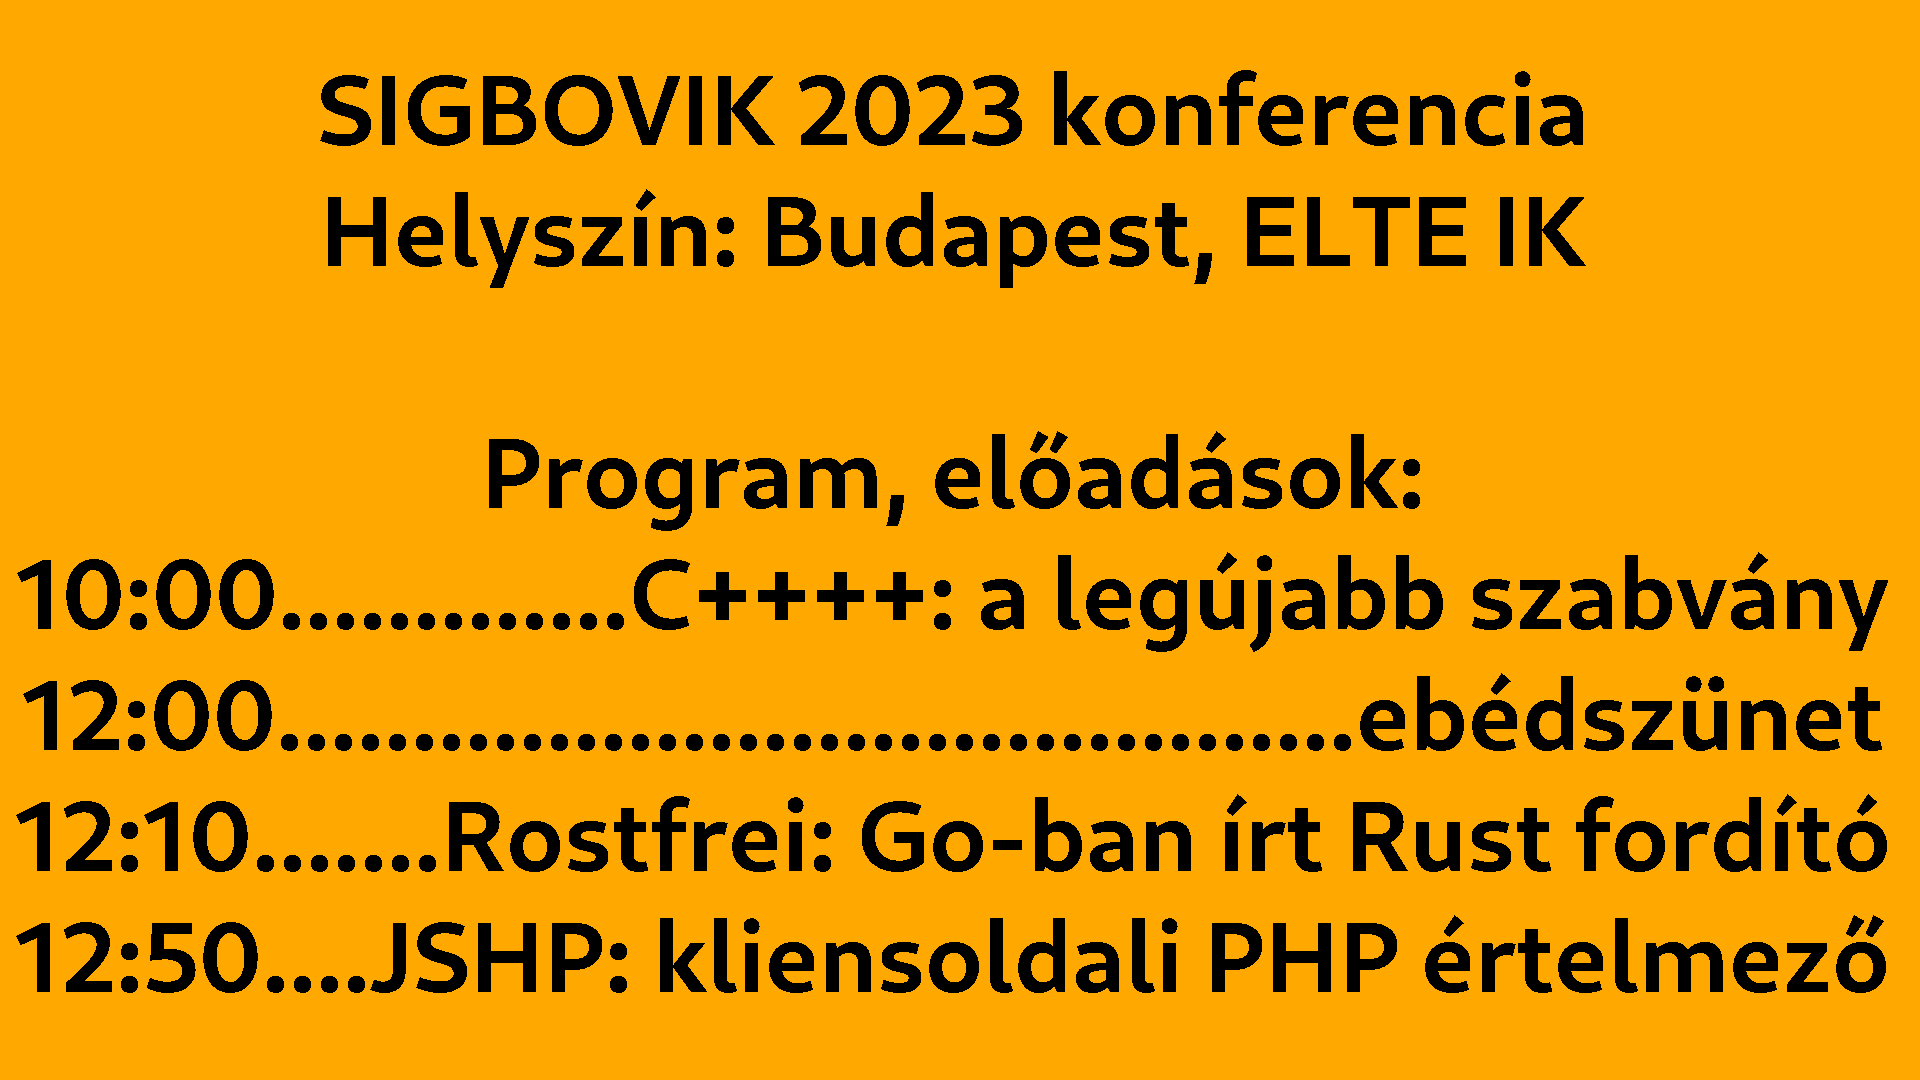 SIGBOVIK 2023 konferencia
Helyszín: Budapest, ELTE IK
Program, előadások:
10:00.............C++++: a legújabb szabvány
12:00........................................ebédszünet
12:10.......Rostfrei: Go-ban írt Rust fordító
12:50....JSHP: kliensoldali PHP értelmező